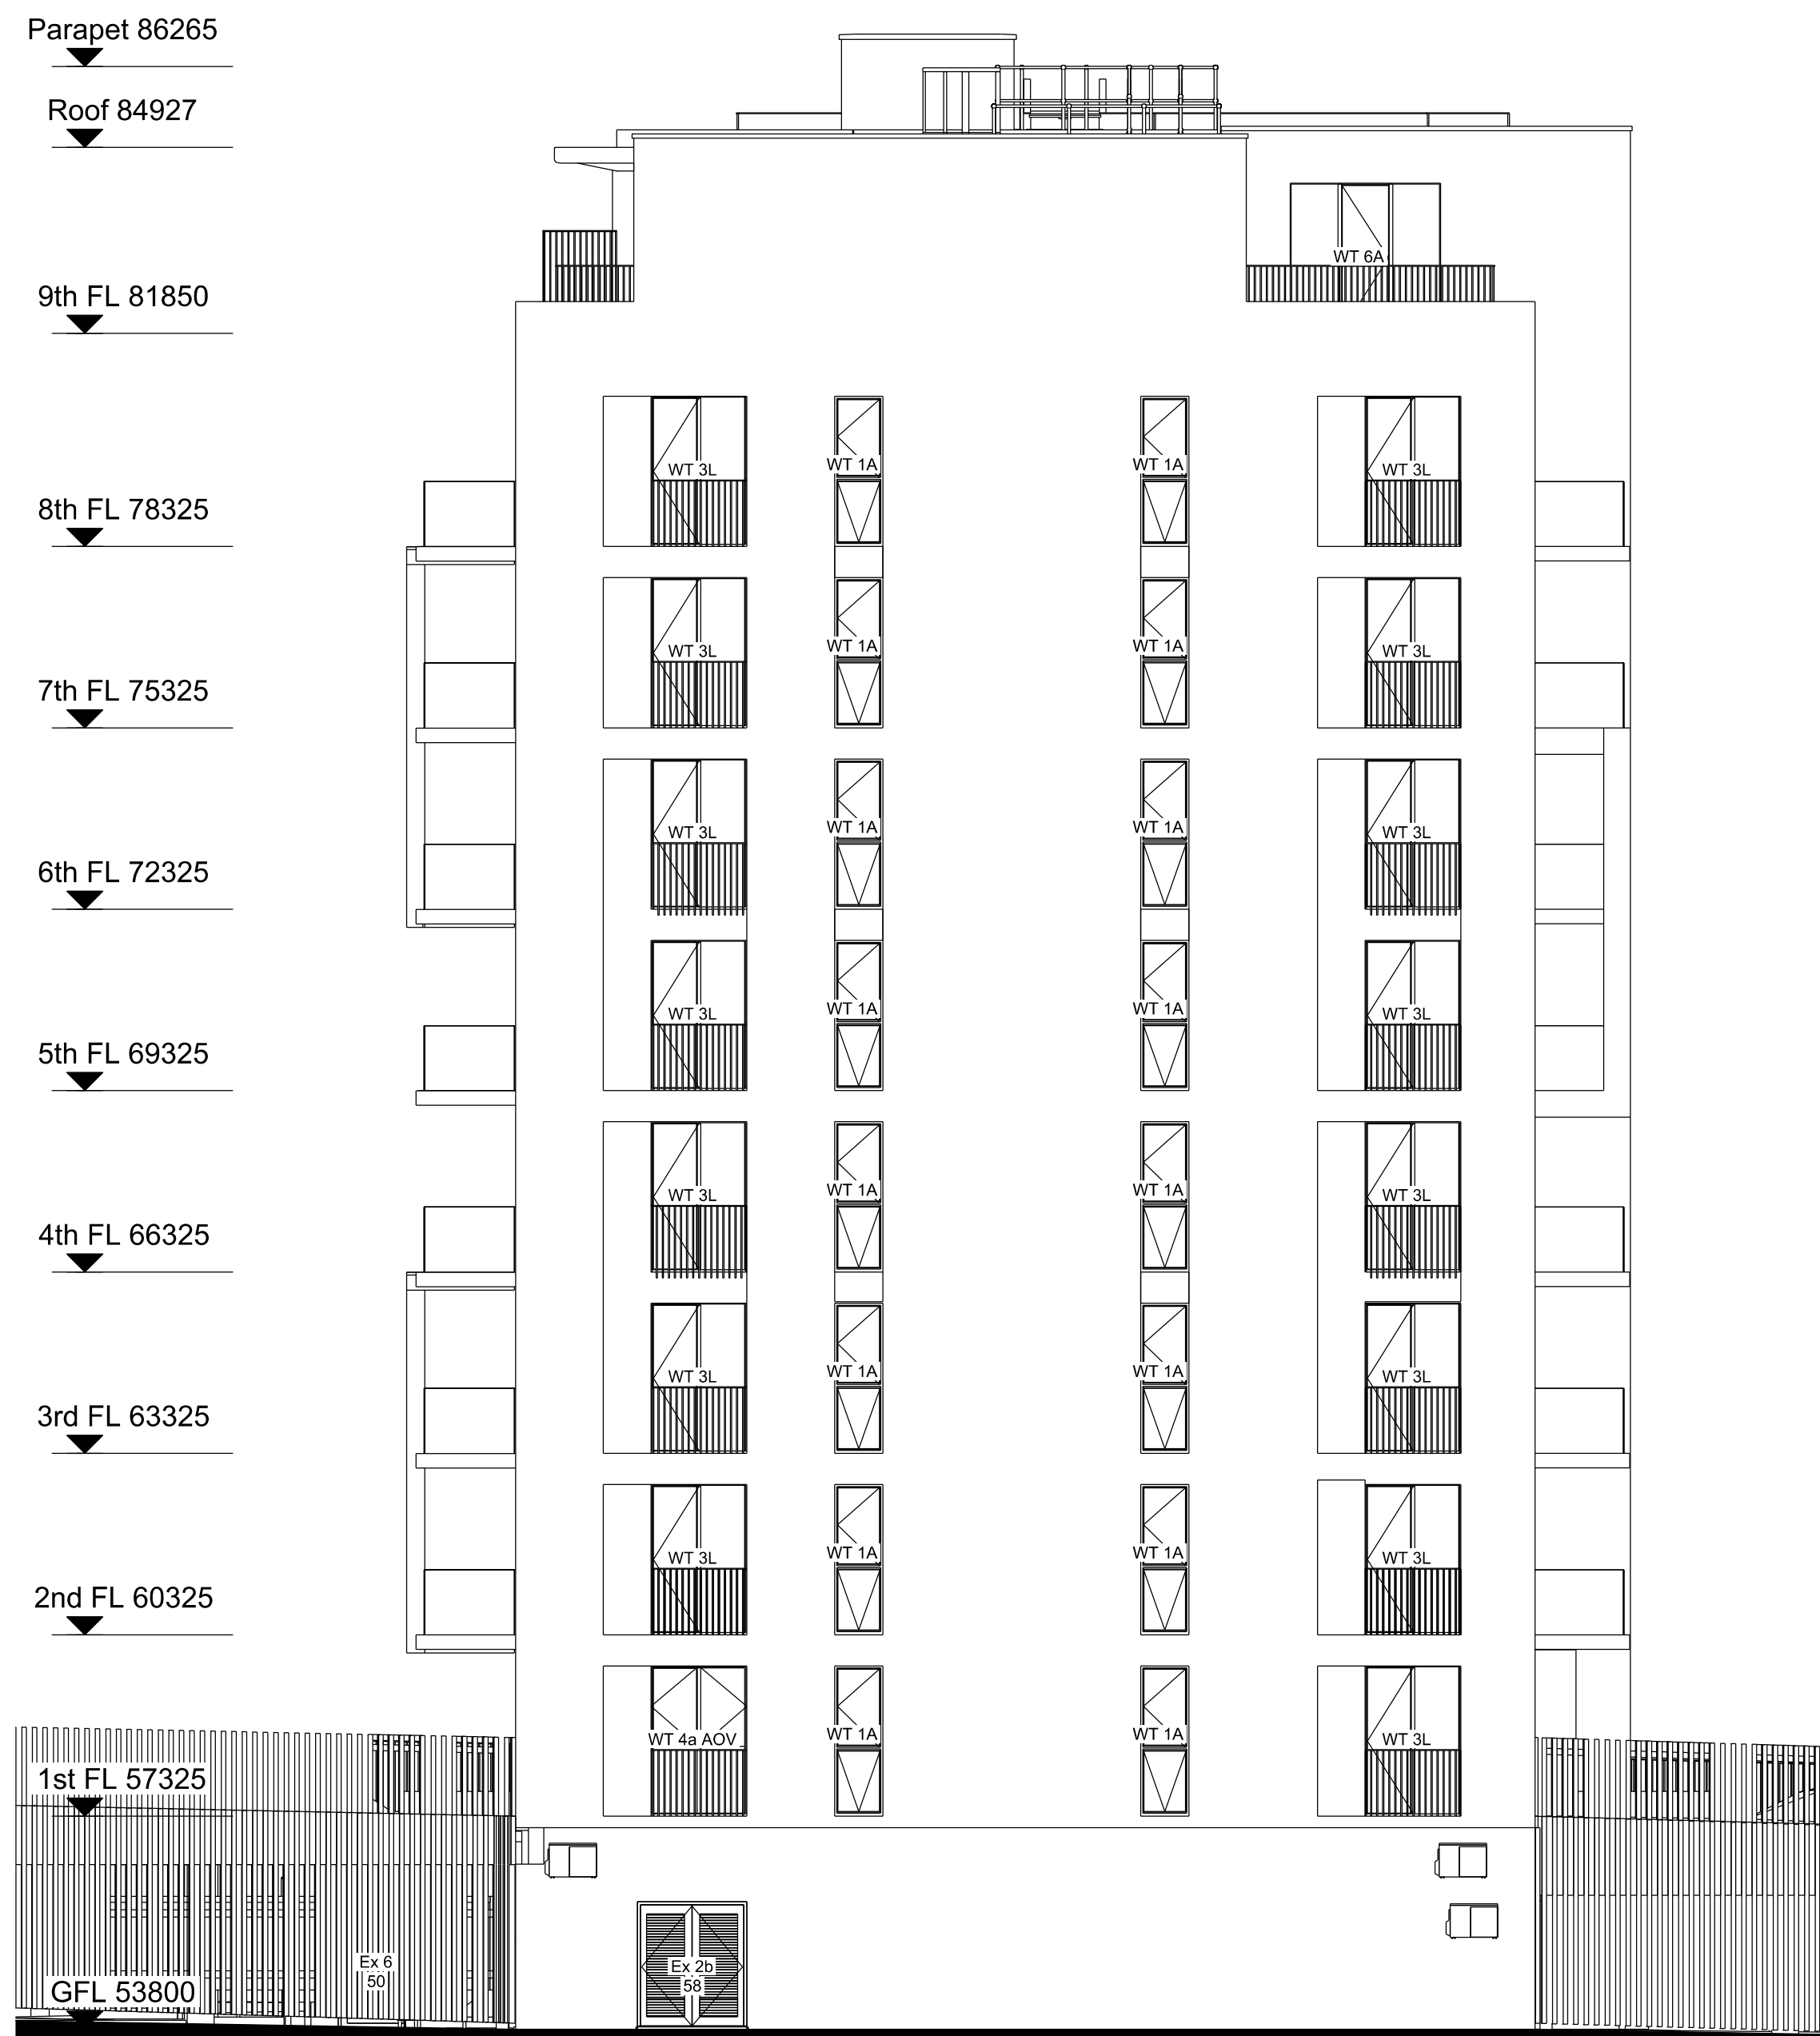 Parapet 86265
Roof 84927
WT 6A
9th FL 81850
WT 3L WT 1A WT 1A WT 3L
8th FL 78325
WT 3L WT 1A WT 1A WT 3L
7th FL 75325
WT 3L WT 1A WT 1A WT 3L
6th FL 72325
WT 3L WT 1A WT 1A WT 3L
5th FL 69325
WT 3L WT 1A WT 1A WT 3L
4th FL 66325
WT 3L WT 1A WT 1A WT 3L
3rd FL 63325
WT 3L WT 1A WT 1A WT 3L
2nd FL 60325
WT 4a AOV WT 1A WT 1A WT 3L
1st FL 57325
Ex 6
50
Ex 2b
58
GFL 53800